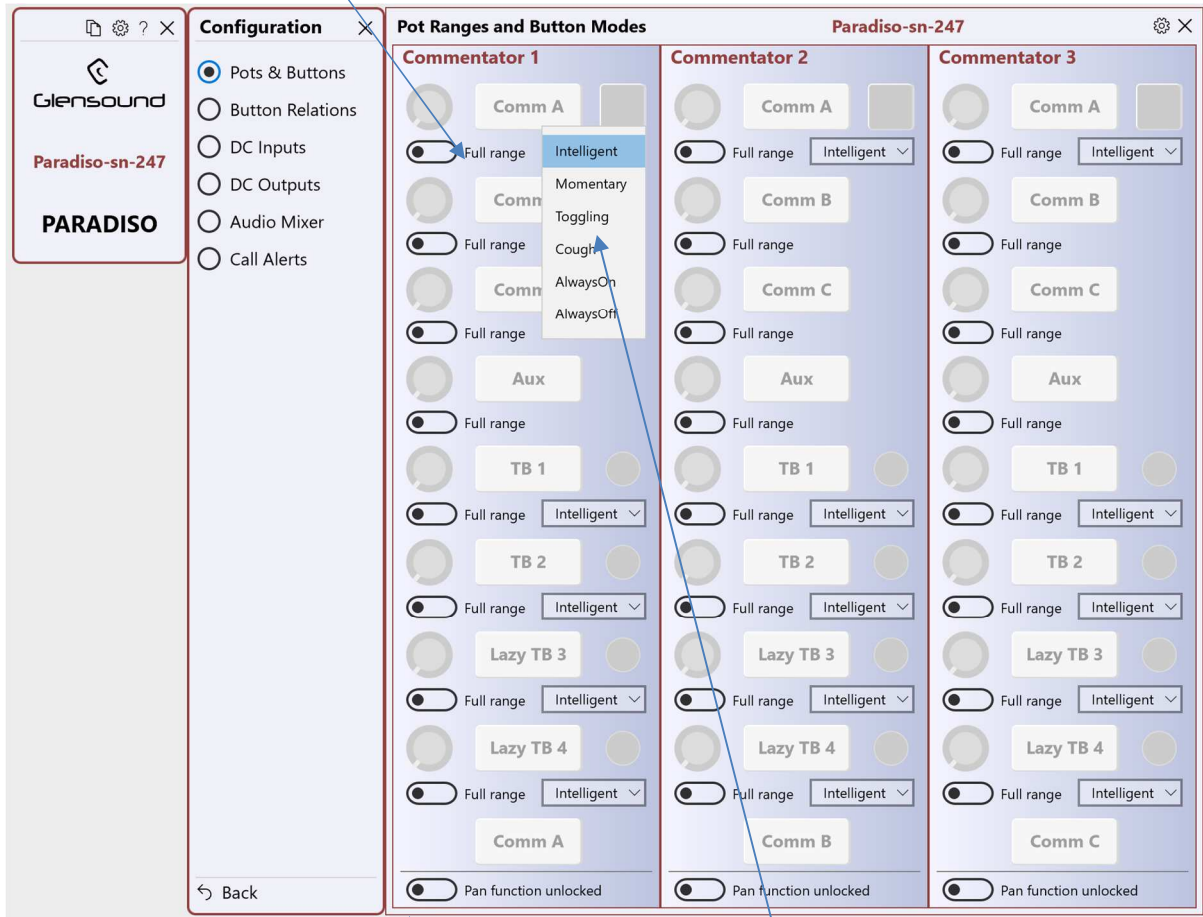 Glensound
Paradiso-sn-247
PARADISO
Configuration
Pots & Buttons
Button Relations
DC Inputs
DC Outputs
Audio Mixer
Call Alerts
Back
Pot Ranges and Button Modes
Paradiso-sn-247
Commentator 1
Comm A
Full range
Intelligent
Momentary
Toggling
Cough
AlwaysOn
AlwaysOff
Comm
Full range
Comm
Full range
Aux
Full range
TB 1
Full range Intelligent
TB 2
Full range Intelligent
Lazy TB 3
Full range Intelligent
Lazy TB 4
Full range Intelligent
Comm A
Pan function unlocked
Commentator 2
Comm A
Full range Intelligent
Comm B
Full range
Comm C
Full range
Aux
Full range
TB 1
Full range Intelligent
TB 2
Full range Intelligent
Lazy TB 3
Full range Intelligent
Lazy TB 4
Full range Intelligent
Comm B
Pan function unlocked
Commentator 3
Comm A
Full range Intelligent
Comm B
Full range
Comm C
Full range
Aux
Full range
TB 1
Full range Intelligent
TB 2
Full range Intelligent
Lazy TB 3
Full range Intelligent
Lazy TB 4
Full range Intelligent
Comm C
Pan function unlocked